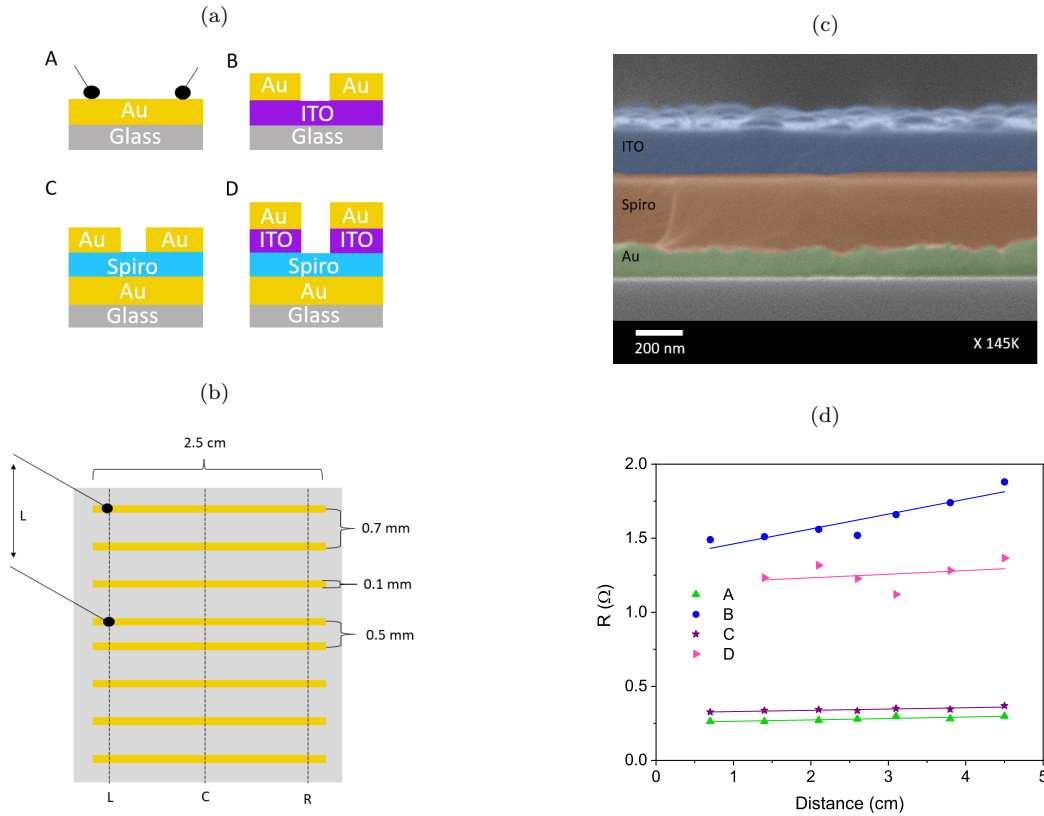 (a)
A
Au
Glass
B
Au Au
ITO
Glass
C
Au Au
Spiro
Au
Glass
D
Au Au
ITO ITO
Spiro
Au
Glass
(b)
2.5 cm
L
0.7 mm
0.1 mm
0.5 mm
L C R
(c)
ITO
Spiro
Au
200 nm
X 145K
(d)
2.0
1.5
1.0
0.5
0.0
R (Ω)
A
B
C
D
0 1 2 3 4 5
Distance (cm)